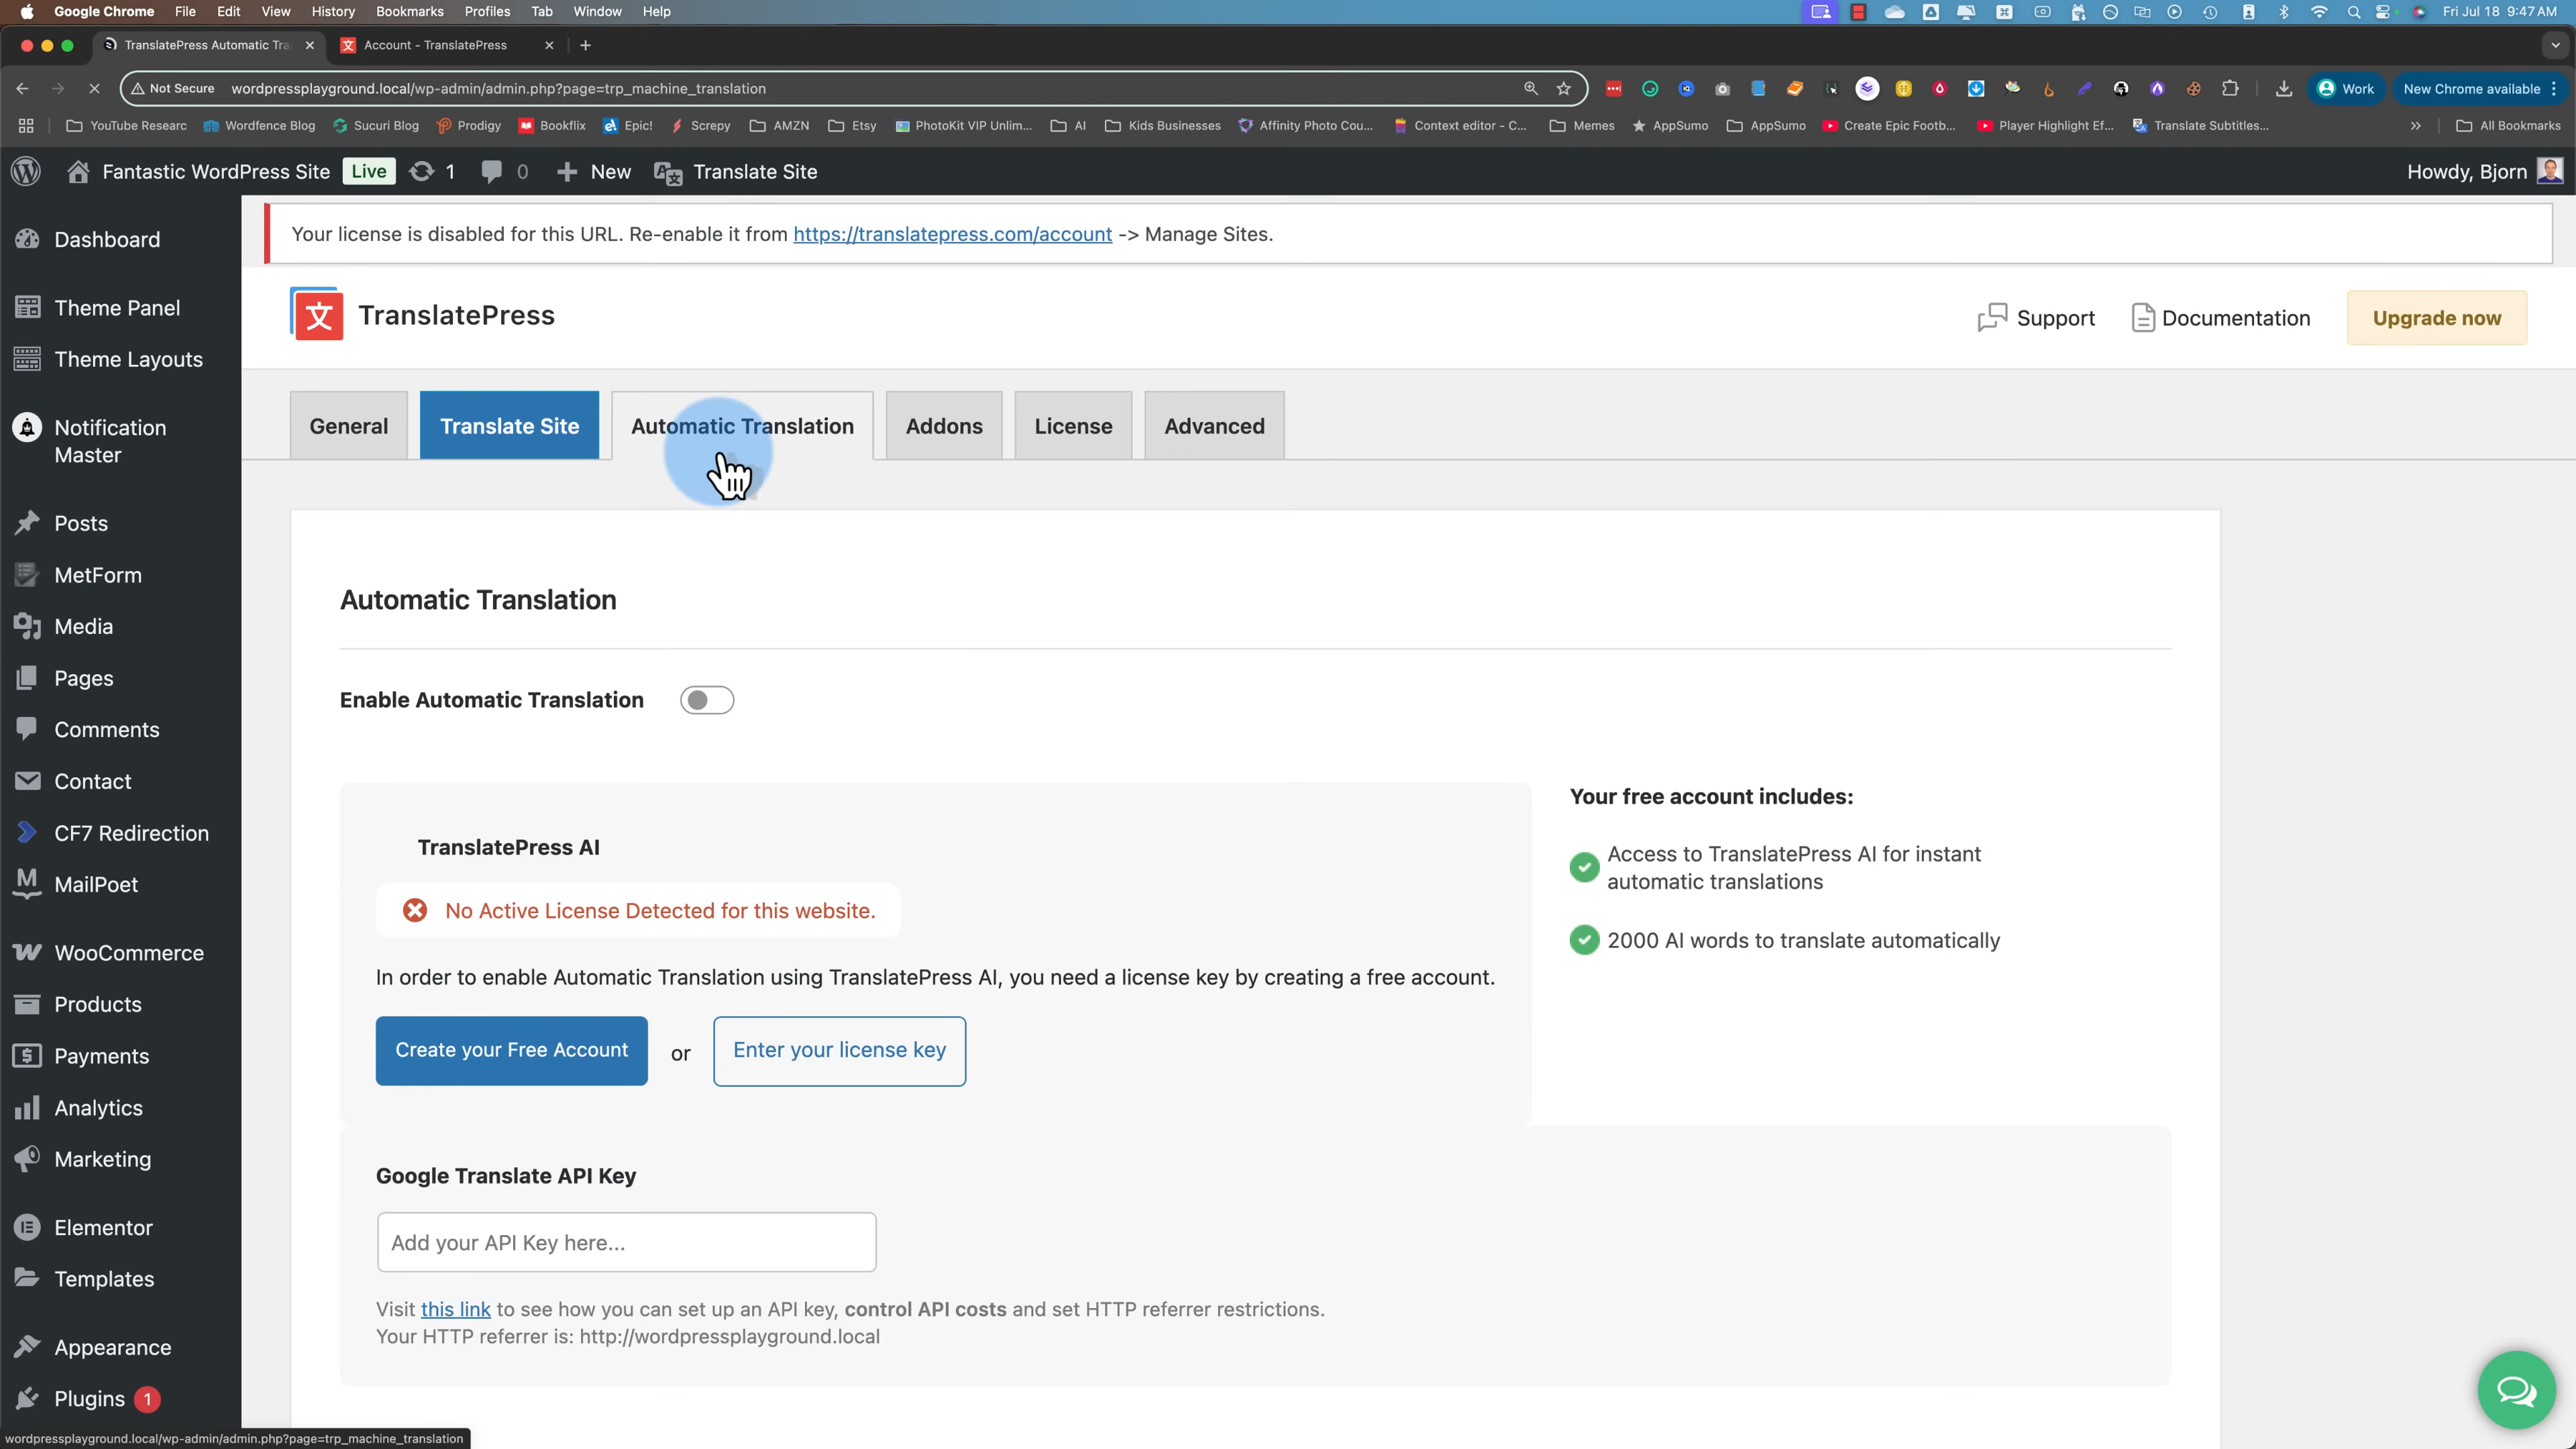 Google Chrome File Edit View History Bookmarks Profiles Tab Window Help
Fri Jul 18 9:47 AM
TranslatePress Automatic Tra
Account - TranslatePress
Not Secure wordpressplayground.local/wp-admin/admin.php?page=trp_machine_translation
Work
New Chrome available
YouTube Researc
Wordfence Blog
Sucuri Blog
Prodigy
Bookflix
Epic!
Screpy
AMZN
Etsy
PhotoKit VIP Unlim...
AI
Kids Businesses
Affinity Photo Cou...
Context editor - C...
Memes
AppSumo
AppSumo
Create Epic Footb...
Player Highlight Ef...
Translate Subtitles...
All Bookmarks
Fantastic WordPress Site Live 1 0 New Translate Site
Howdy, Bjorn
Dashboard
Theme Panel
Theme Layouts
Notification
Master
Posts
MetForm
Media
Pages
Comments
Contact
CF7 Redirection
MailPoet
WooCommerce
Products
Payments
Analytics
Marketing
Elementor
Templates
Appearance
Plugins 1
Your license is disabled for this URL. Re-enable it from https://translatepress.com/account -> Manage Sites.
文 TranslatePress
Support
Documentation
Upgrade now
General
Translate Site
Automatic Translation
Addons
License
Advanced
Automatic Translation
Enable Automatic Translation
TranslatePress AI
No Active License Detected for this website.
In order to enable Automatic Translation using TranslatePress AI, you need a license key by creating a free account.
Create your Free Account or Enter your license key
Your free account includes:
Access to TranslatePress AI for instant
automatic translations
2000 AI words to translate automatically
Google Translate API Key
Add your API Key here...
Visit this link to see how you can set up an API key, control API costs and set HTTP referrer restrictions.
Your HTTP referrer is: http://wordpressplayground.local
wordpressplayground.local/wp-admin/admin.php?page=trp_machine_translation